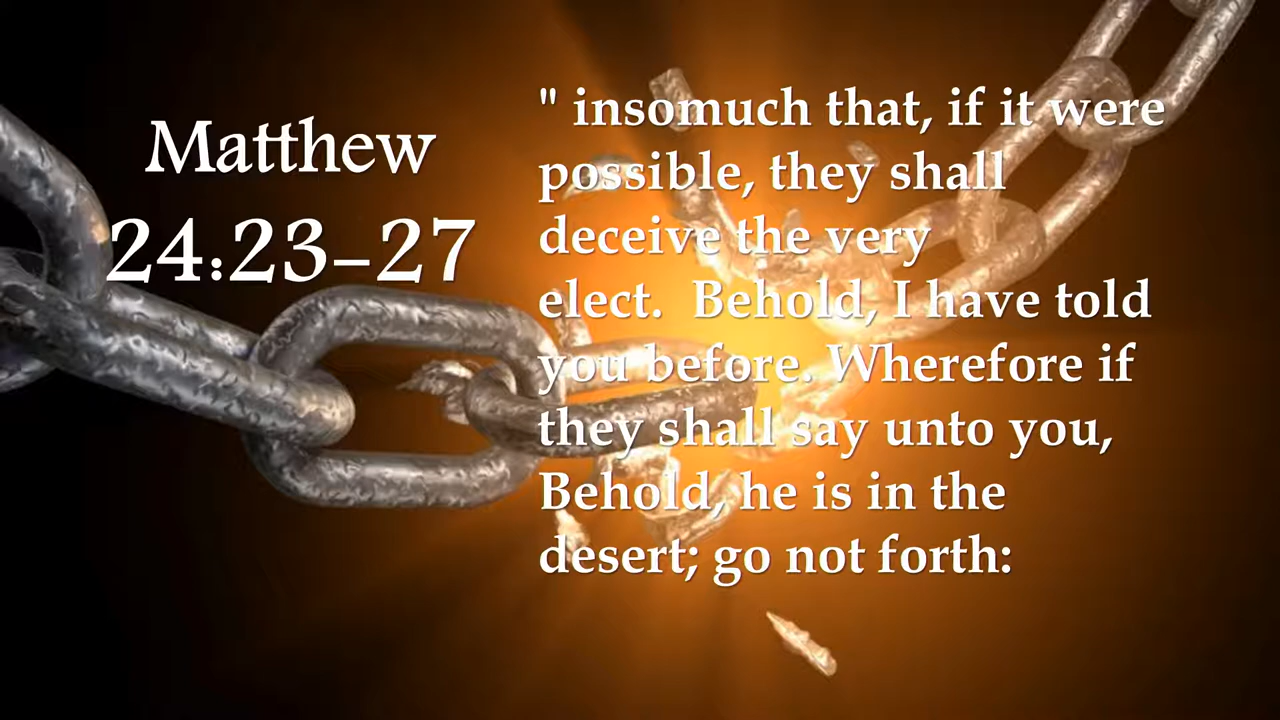 Matthew
24:23–27
" insomuch that, if it were
possible, they shall
deceive the very
elect.  Behold, I have told
you before. Wherefore if
they shall say unto you,
Behold, he is in the
desert; go not forth: